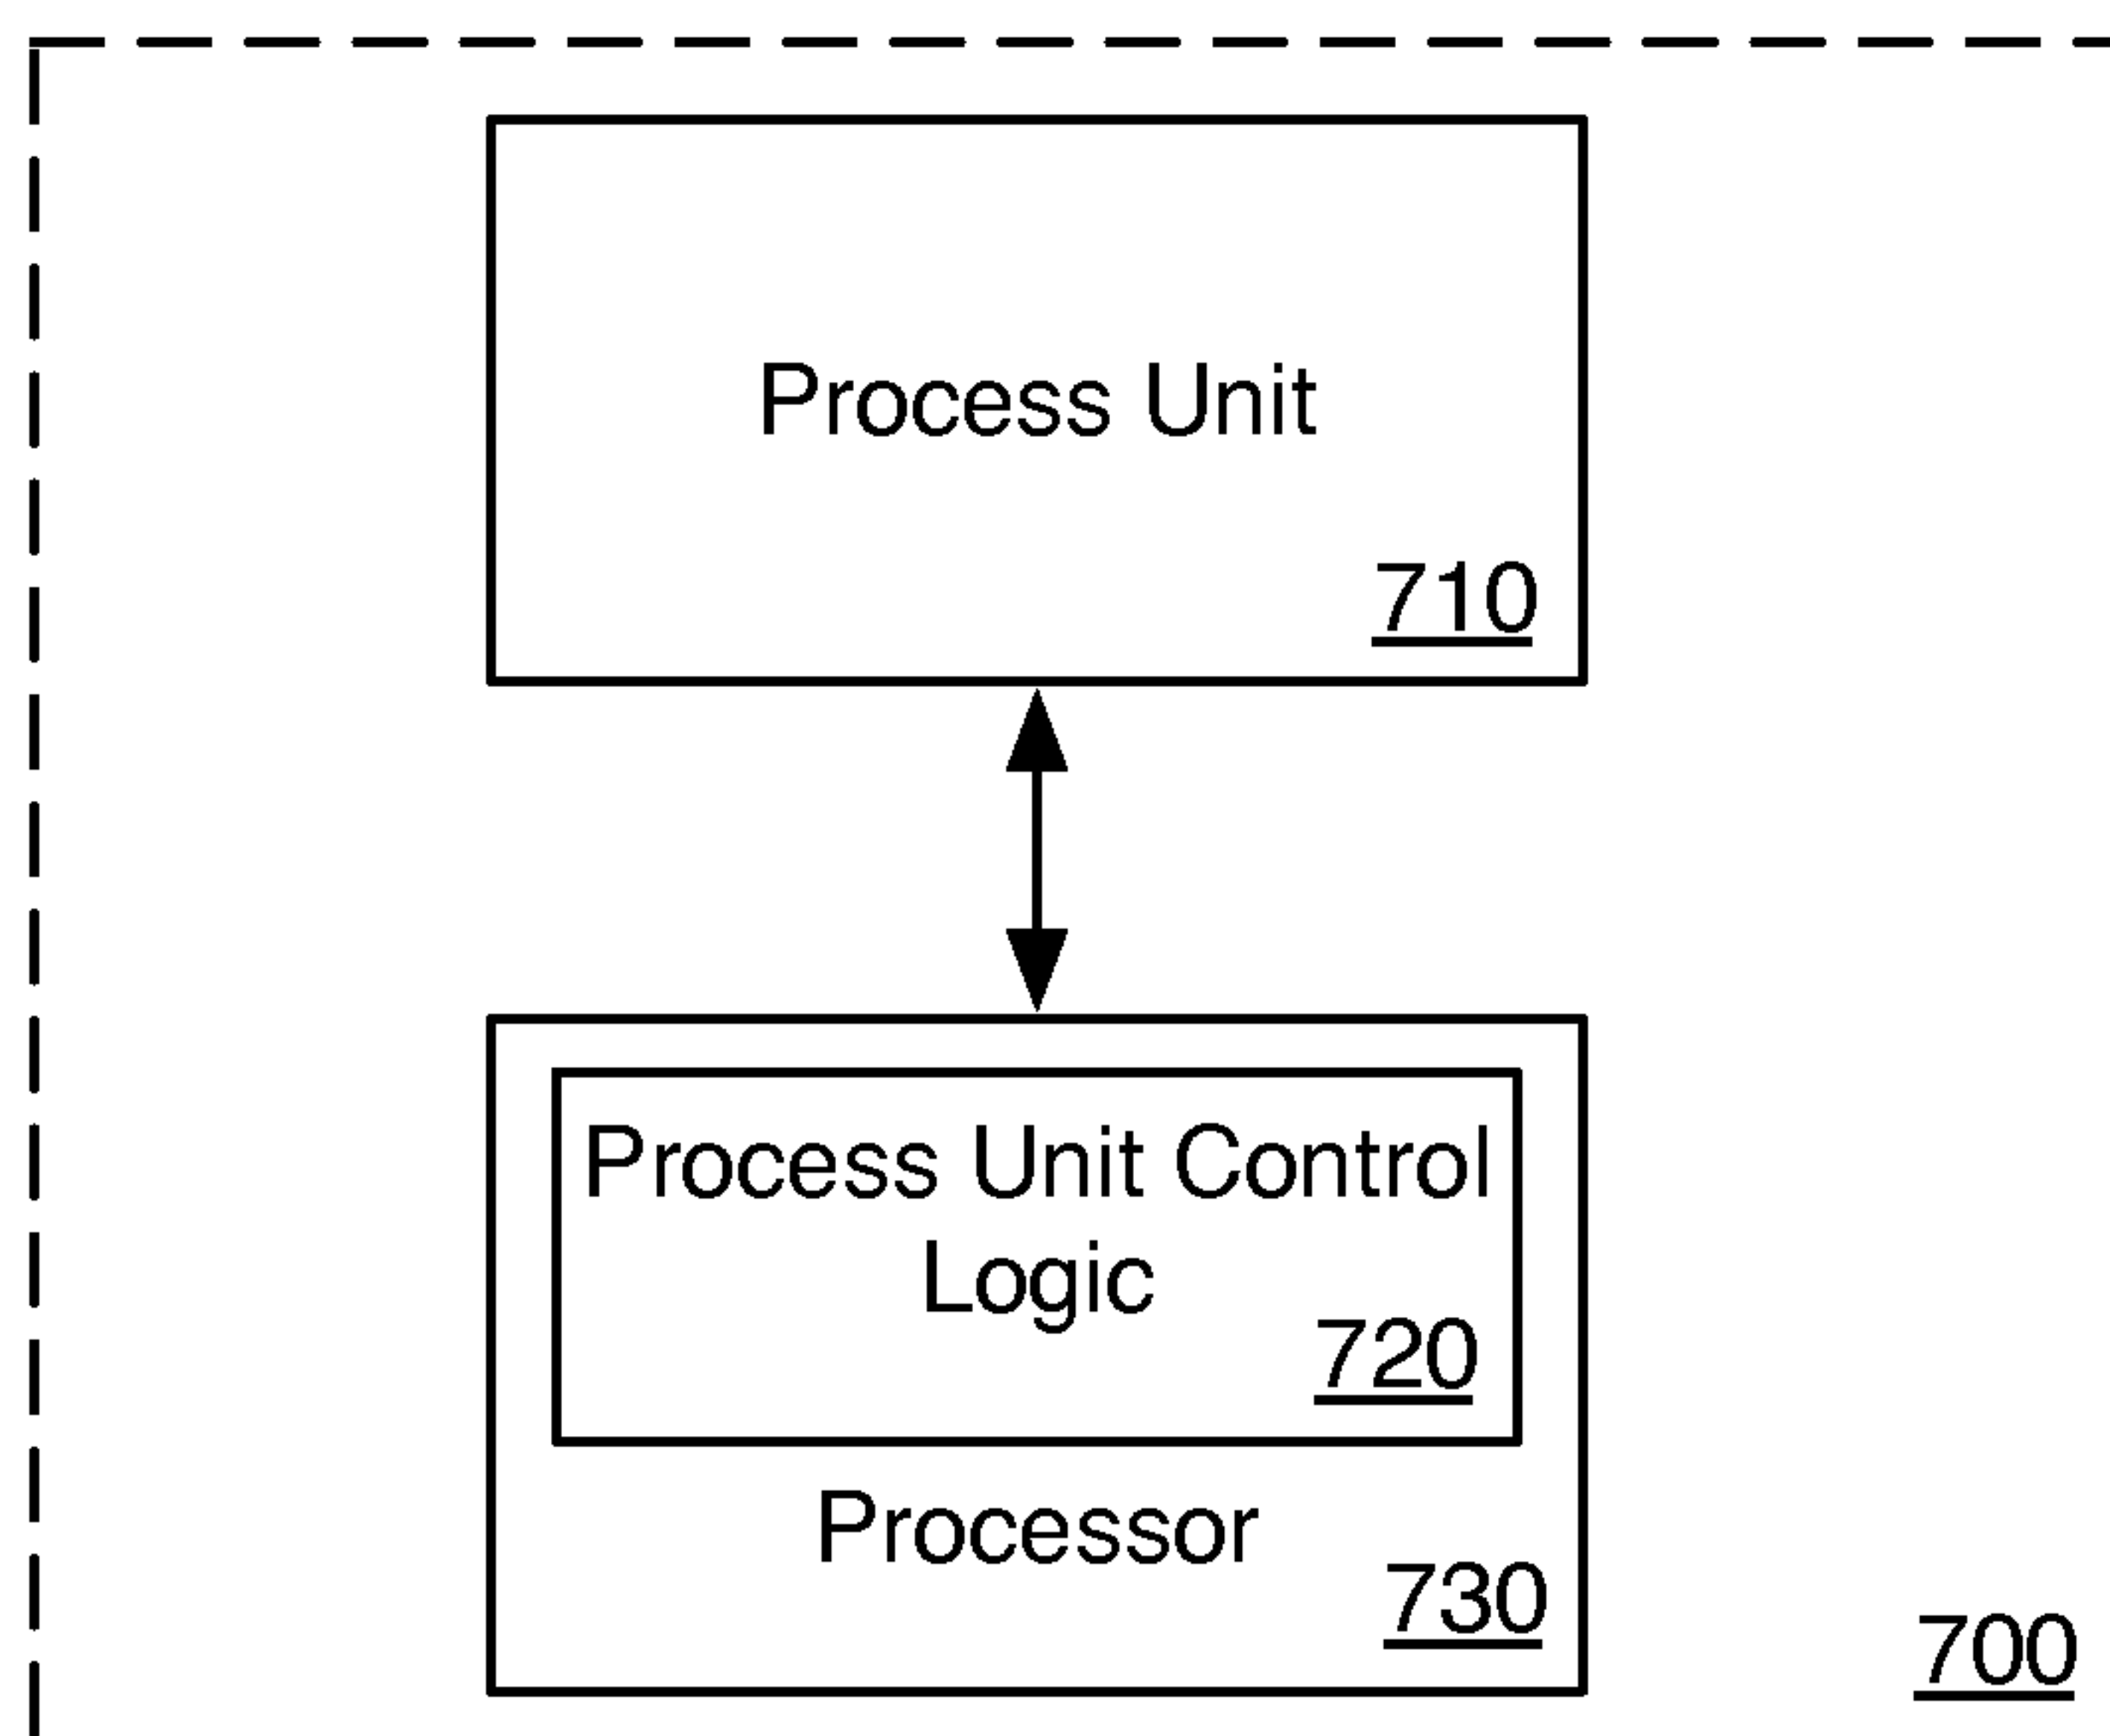 Process Unit
710
Process Unit Control
Logic
720
Processor
730
700